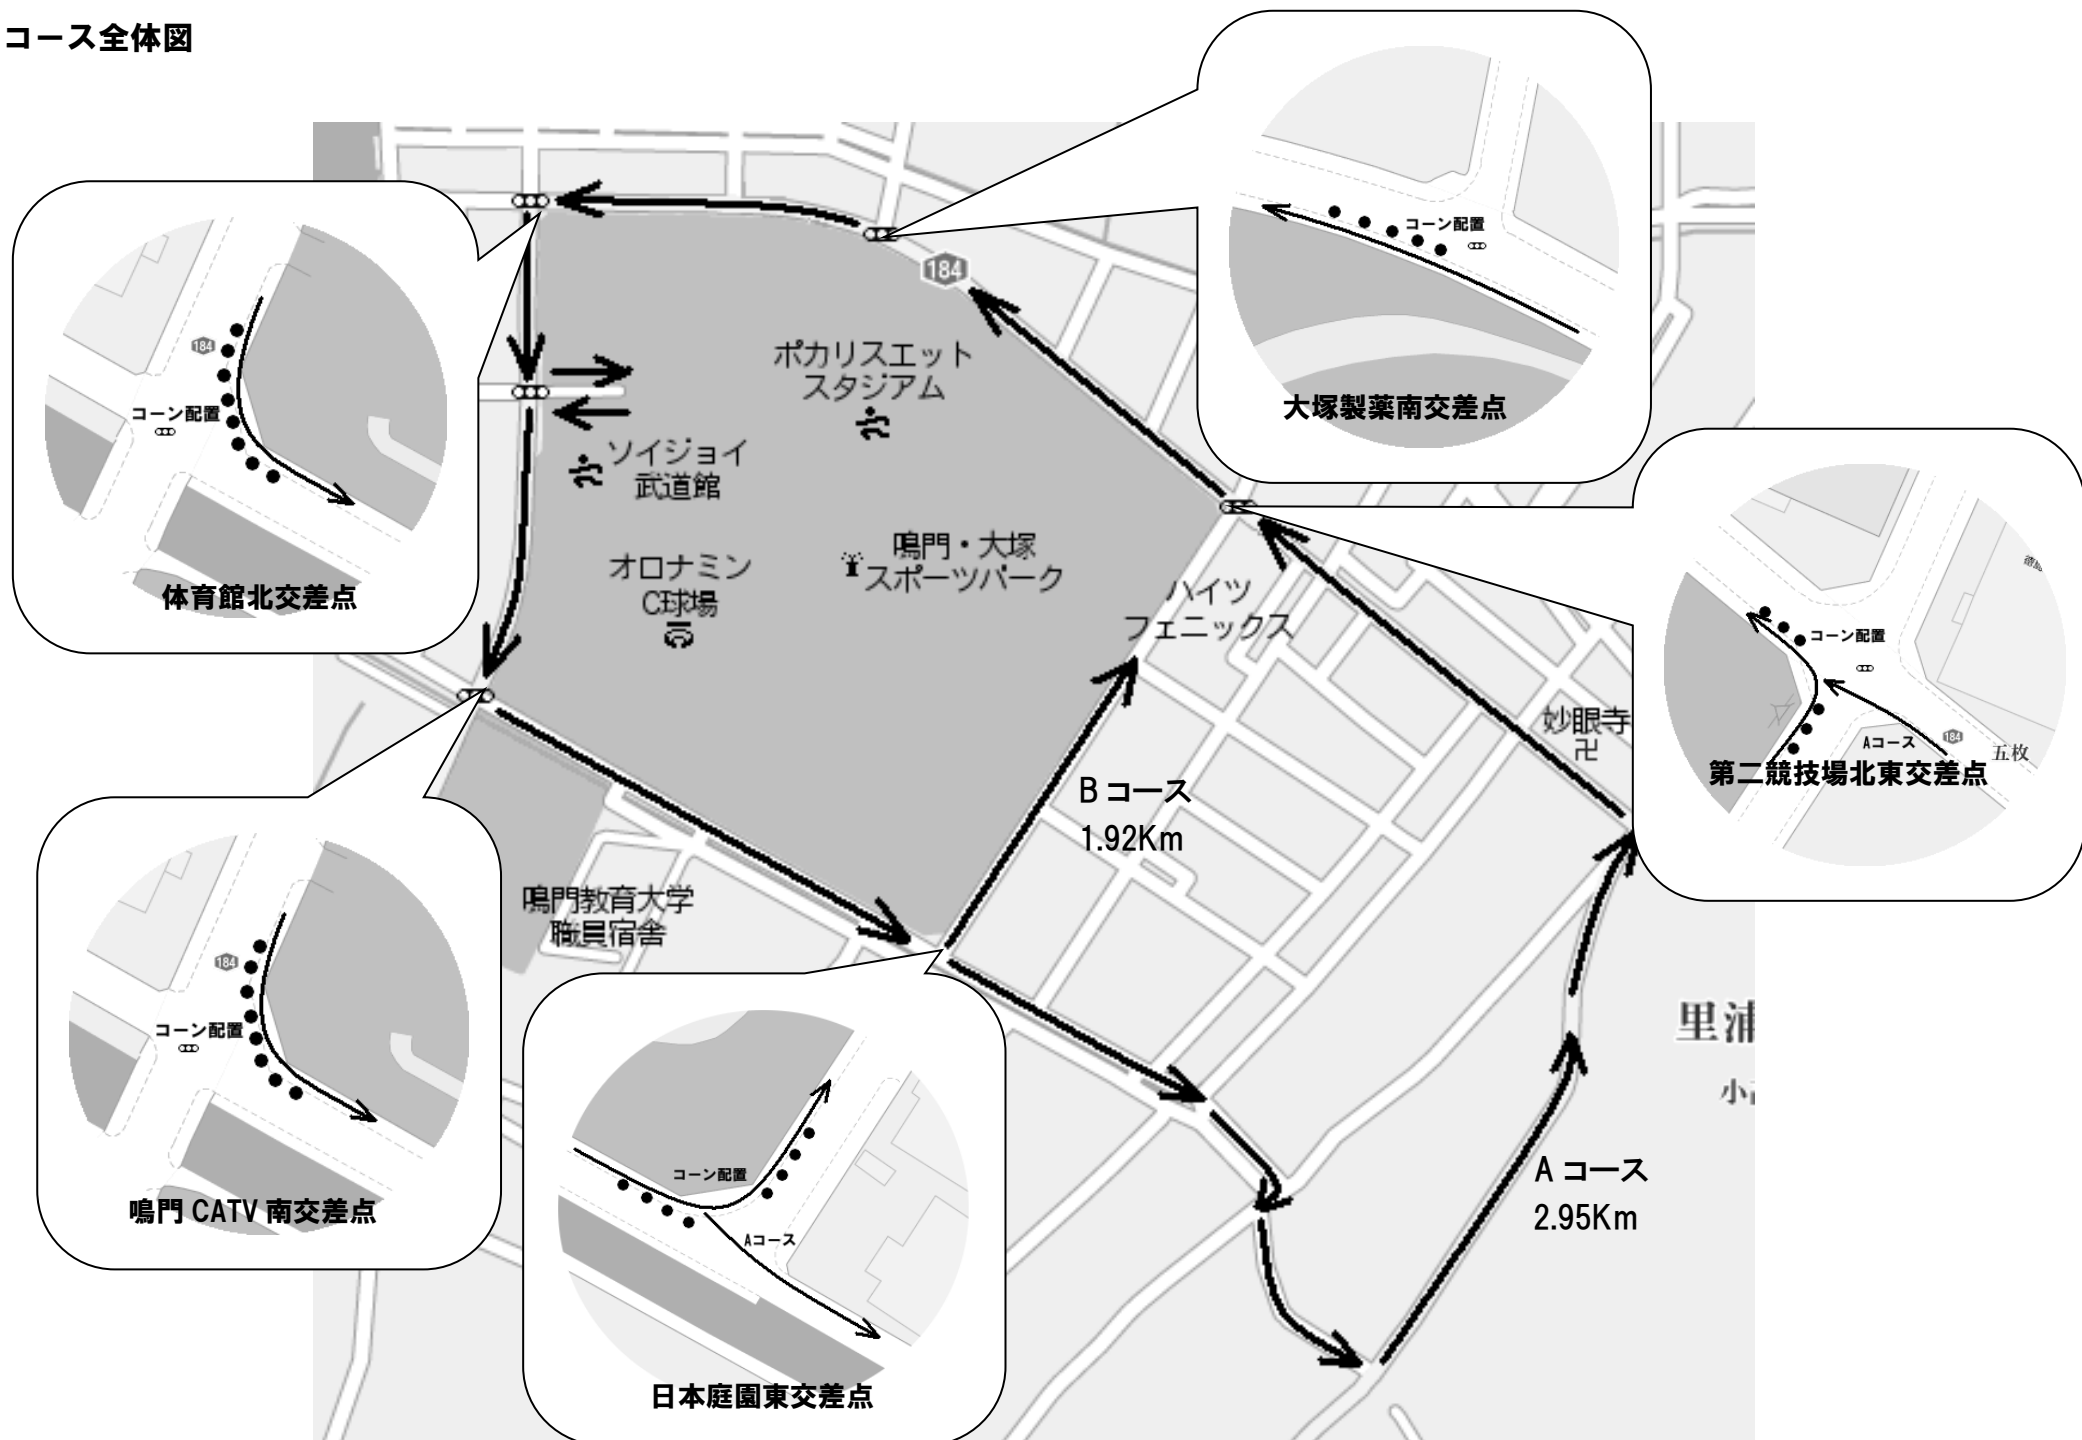 コース全体図
コーン配置
大塚製薬南交差点
184
184
コーン配置
体育館北交差点
ポカリスエット
スタジアム
ソイジョイ
武道館
鳴門・大塚
スポーツパーク
オロナミン
C球場
ハイツ
フェニックス
コーン配置
Aコース
184
五枚
第二競技場北東交差点
妙眼寺
B コース
1.92Km
184
コーン配置
鳴門 CATV 南交差点
鳴門教育大学
職員宿舎
コーン配置
Aコース
日本庭園東交差点
里浦
A コース
2.95Km